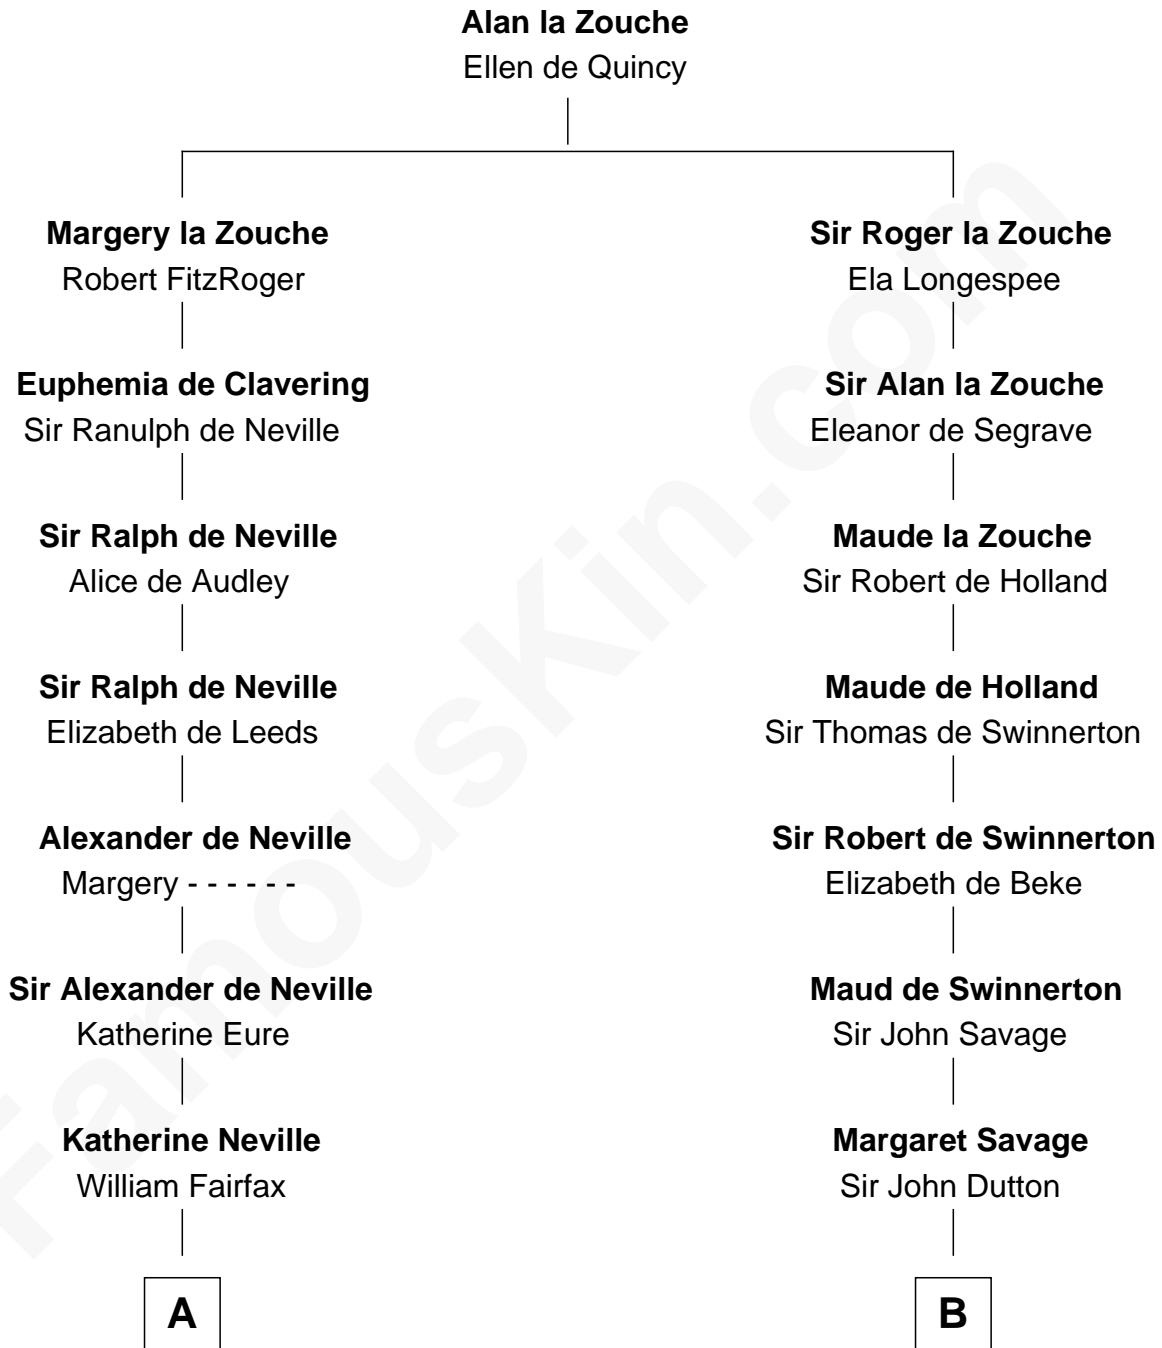 Alan la Zouche
Ellen de Quincy
Margery la Zouche
Robert FitzRoger
Sir Roger la Zouche
Ela Longespee
Euphemia de Clavering
Sir Ranulph de Neville
Sir Alan la Zouche
Eleanor de Segrave
Sir Ralph de Neville
Alice de Audley
Maude la Zouche
Sir Robert de Holland
Sir Ralph de Neville
Elizabeth de Leeds
Maude de Holland
Sir Thomas de Swinnerton
Alexander de Neville
Margery - - - - - -
Sir Robert de Swinnerton
Elizabeth de Beke
Sir Alexander de Neville
Katherine Eure
Maud de Swinnerton
Sir John Savage
Katherine Neville
William Fairfax
Margaret Savage
Sir John Dutton
A
B
FamousKin.com